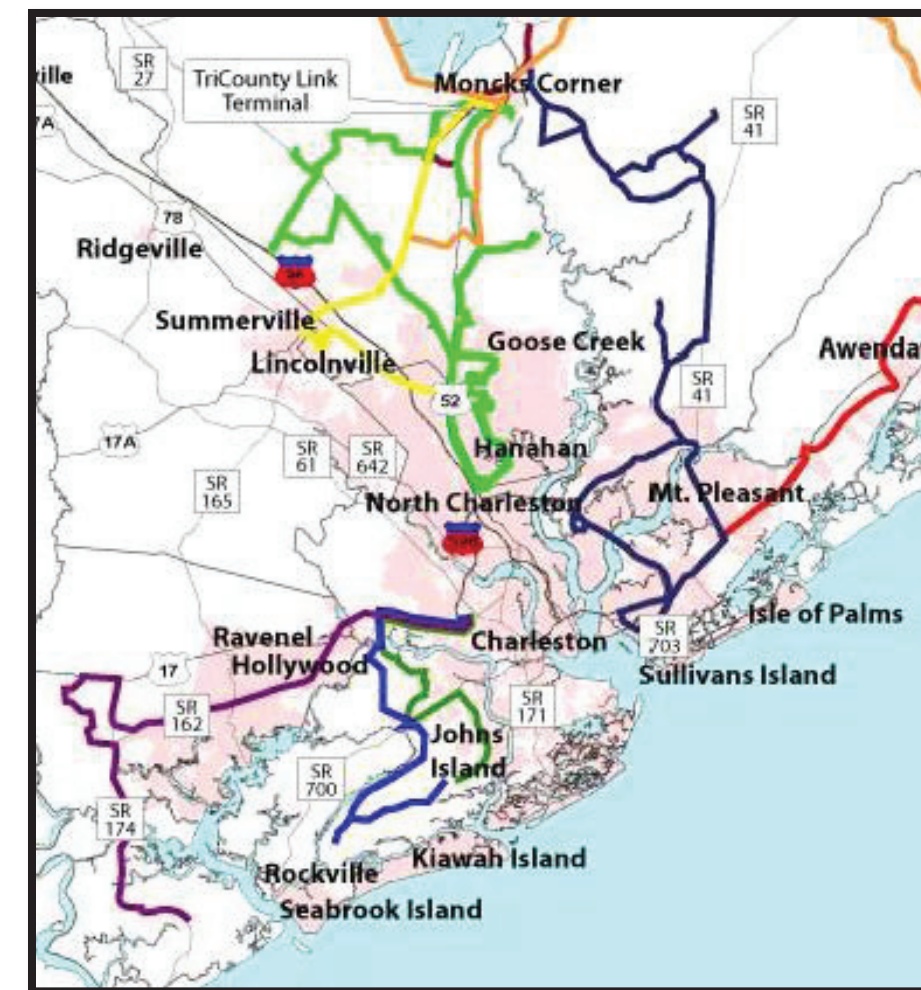 ville
SR
27
TriCounty Link
Terminal
Moncks Corner
SR
41
7A
78
Ridgeville
Summerville
Lincolnville
Goose Creek
Awenda
52
SR
41
17A
SR
61
SR
642
Hanahan
SR
165
North Charleston
Mt. Pleasant
Ravenel
Hollywood
Charleston
Isle of Palms
SR
703
Sullivans Island
17
SR
162
SR
171
Johns
Island
SR
700
SR
174
Rockville
Kiawah Island
Seabrook Island